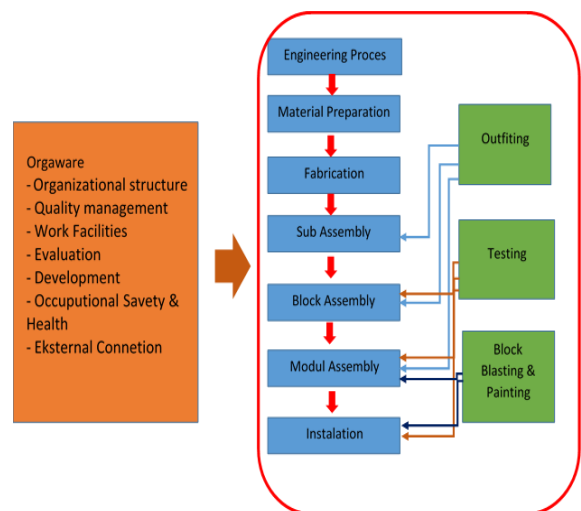 Orgaware
- Organizational structure
- Quality management
- Work Facilities
- Evaluation
- Development
- Occuputional Savety &
Health
- Eksternal Connetion
Engineering Proces
Material Preparation
Fabrication
Sub Assembly
Block Assembly
Modul Assembly
Instalation
Outfiting
Testing
Block
Blasting &
Painting